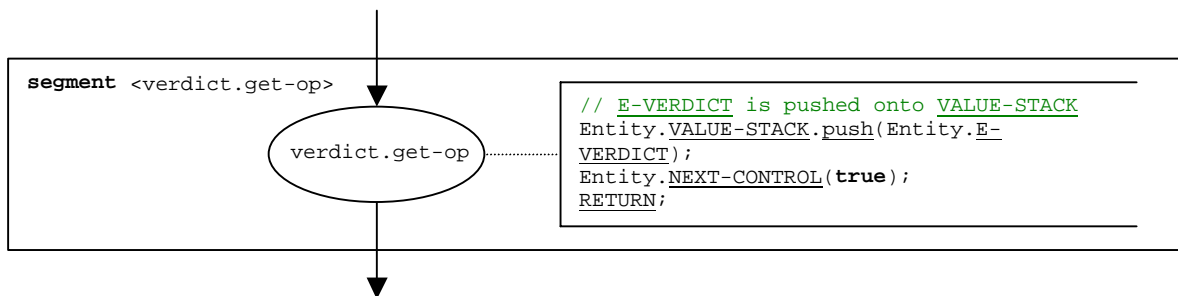 segment <verdict.get-op>
verdict.get-op
// E-VERDICT is pushed onto VALUE-STACK
Entity.VALUE-STACK.push(Entity.E-
VERDICT);
Entity.NEXT-CONTROL(true);
RETURN;